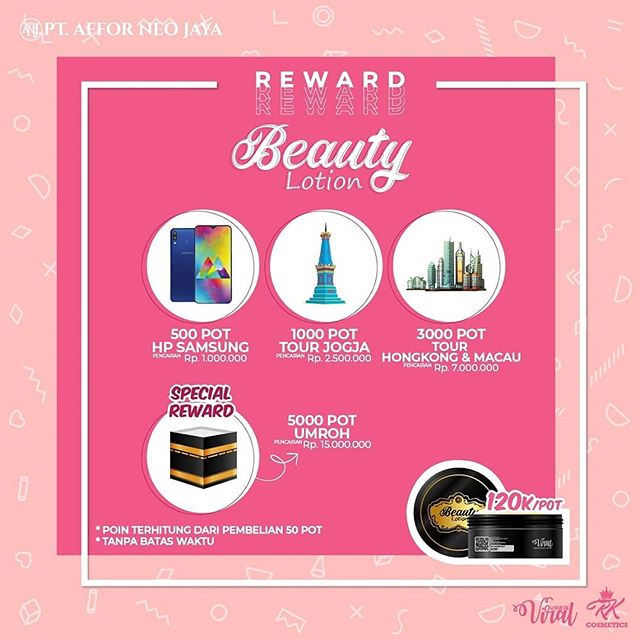 PT. AFFOR NEO JAYA
REWARD
REWARD
REWARD
Beauty
Lotion
500 POT
HP SAMSUNG
PENCAIRAN Rp. 1.000.000
1000 POT
TOUR JOGJA
PENCAIRAN Rp. 2.500.000
3000 POT
TOUR
HONGKONG & MACAU
PENCAIRAN Rp. 7.000.000
SPECIAL
REWARD
5000 POT
UMROH
PENCAIRAN Rp. 15.000.000
* POIN TERHITUNG DARI PEMBELIAN 50 POT
* TANPA BATAS WAKTU
120K/POT
Beauty
Lotion
Viral
Viral
RK
COSMETICS